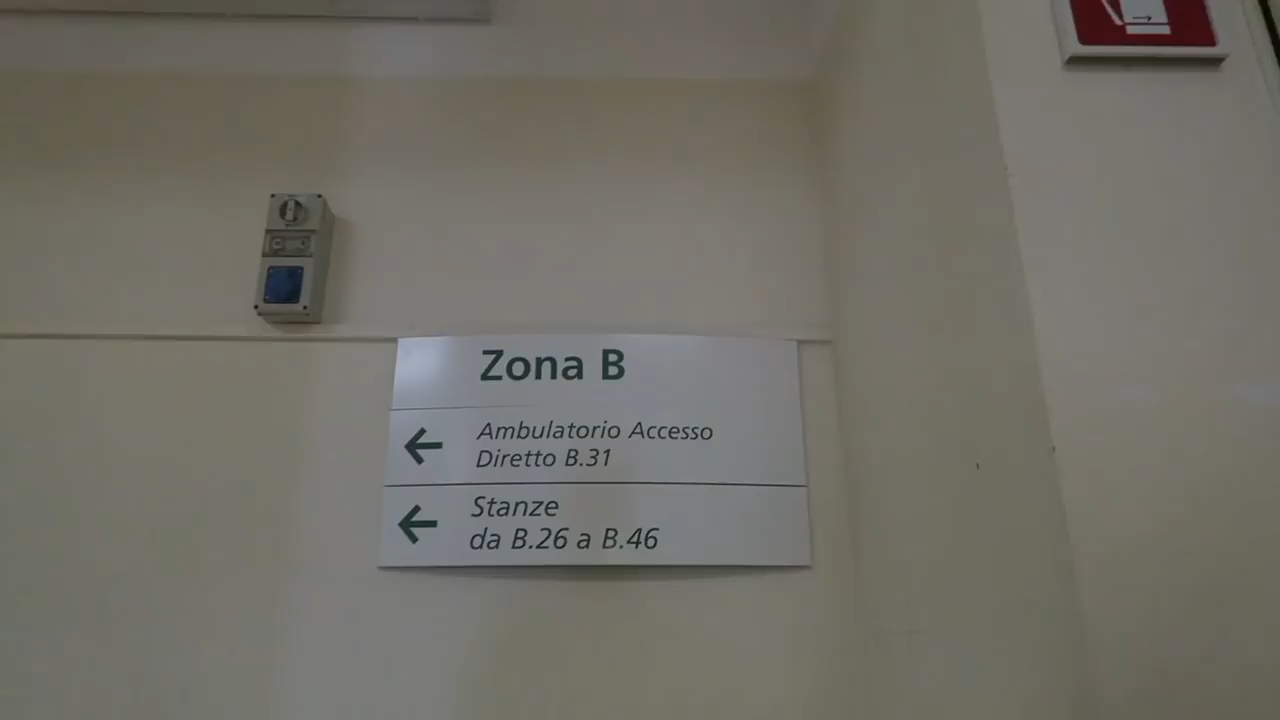 Zona B
Ambulatorio Accesso
Diretto B.31
Stanze
da B.26 a B.46